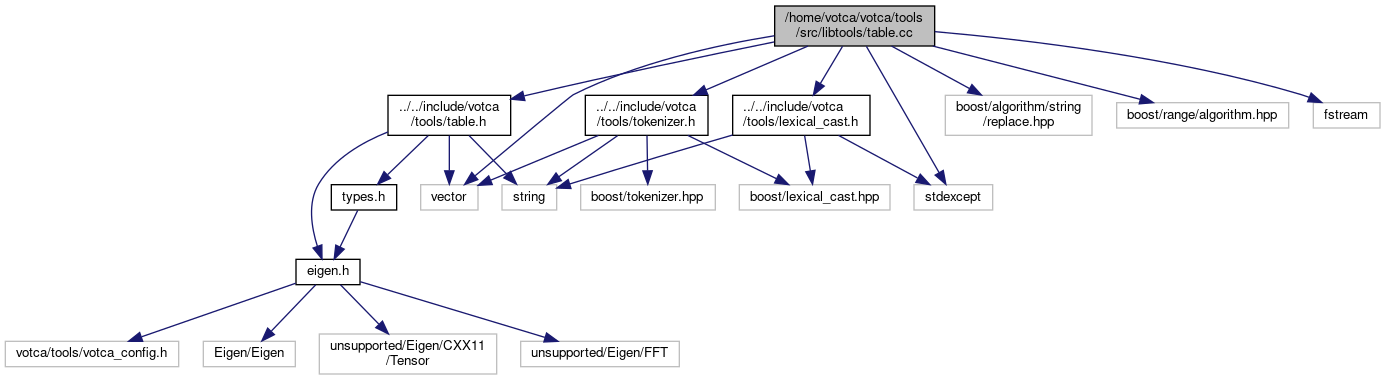 /home/votca/votca/tools
/src/libtools/table.cc
../../include/votca
/tools/table.h
../../include/votca
/tools/tokenizer.h
../../include/votca
/tools/lexical_cast.h
boost/algorithm/string
/replace.hpp
boost/range/algorithm.hpp
fstream
types.h
vector
string
boost/tokenizer.hpp
boost/lexical_cast.hpp
stdexcept
eigen.h
votca/tools/votca_config.h
Eigen/Eigen
unsupported/Eigen/CXX11
/Tensor
unsupported/Eigen/FFT